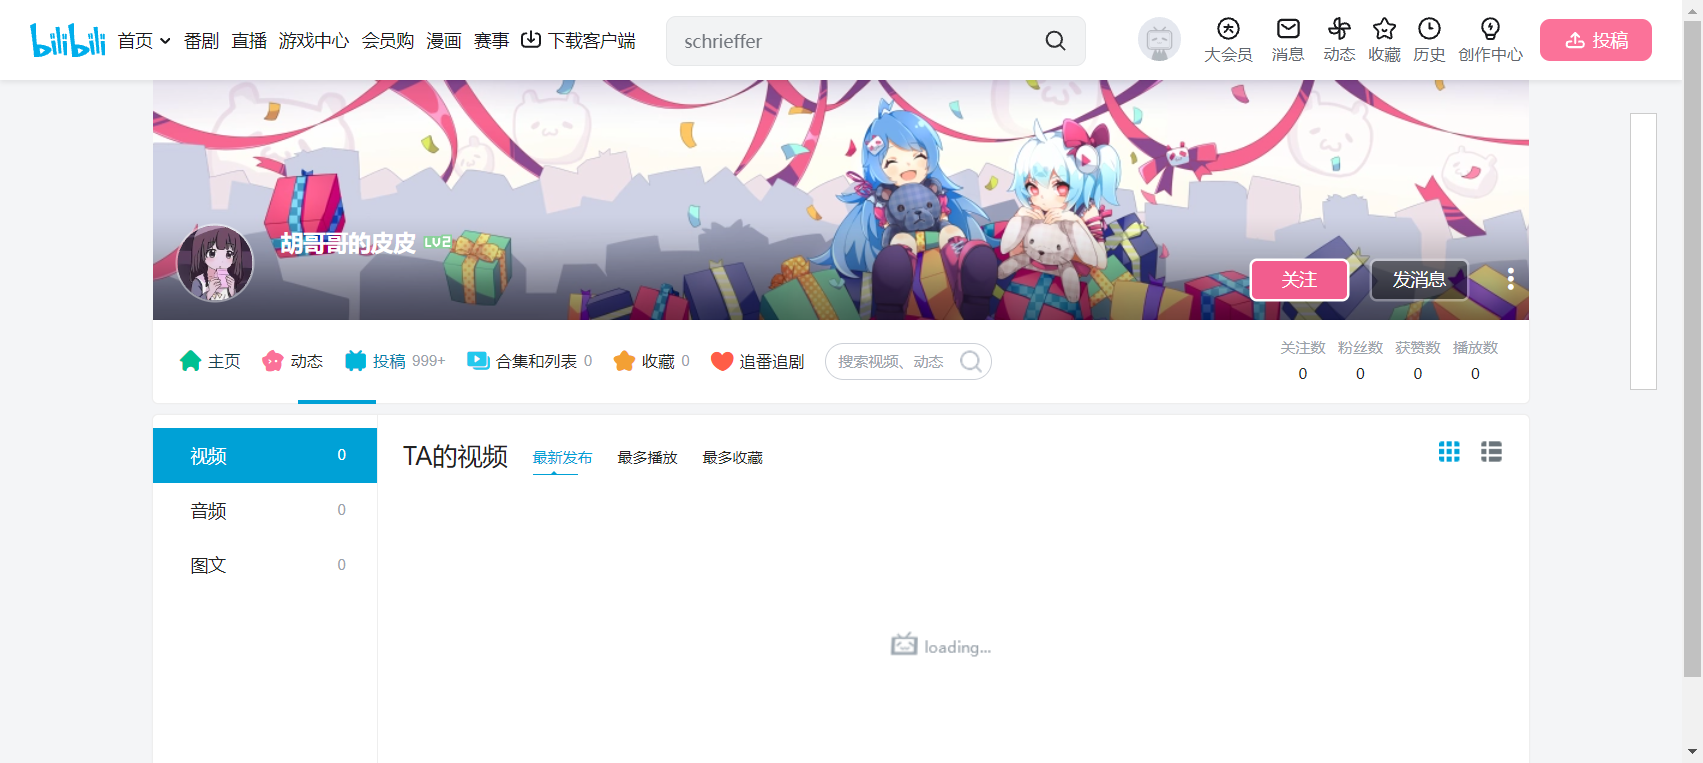 bilibili 首页 番剧 直播 游戏中心 会员购 漫画 赛事 下载客户端 schrieffer 大会员 消息 动态 收藏 历史 创作中心 投稿
胡哥哥的皮皮 LV2
关注 发消息
主页 动态 投稿 999+ 合集和列表 0 收藏 0 追番追剧 搜索视频、动态
关注数 粉丝数 获赞数 播放数
0 0 0 0
视频 0
音频 0
图文 0
TA的视频 最新发布 最多播放 最多收藏
loading...